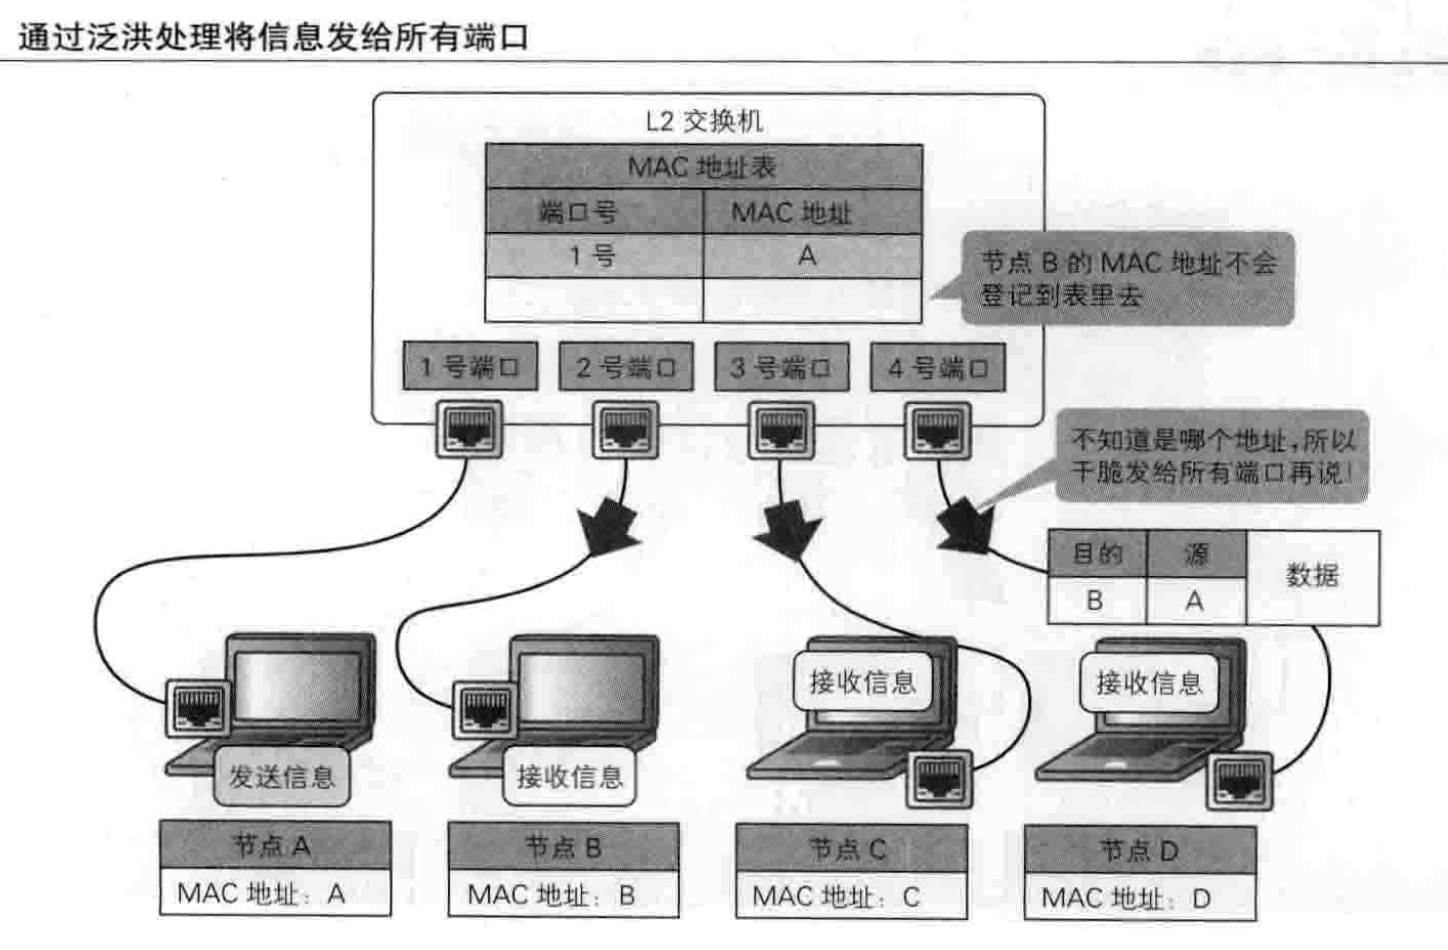 通过泛洪处理将信息发给所有端口
L2 交换机
MAC 地址表
端口号 MAC 地址
1 号 A
节点 B 的 MAC 地址不会
登记到表里去
1 号端口 2 号端口 3 号端口 4 号端口
不知道是哪个地址,所以
干脆发给所有端口再说!
目的 源 数据
B A
发送信息 接收信息 接收信息 接收信息
节点 A 节点 B 节点 C 节点 D
MAC 地址: A MAC 地址: B MAC 地址: C MAC 地址: D